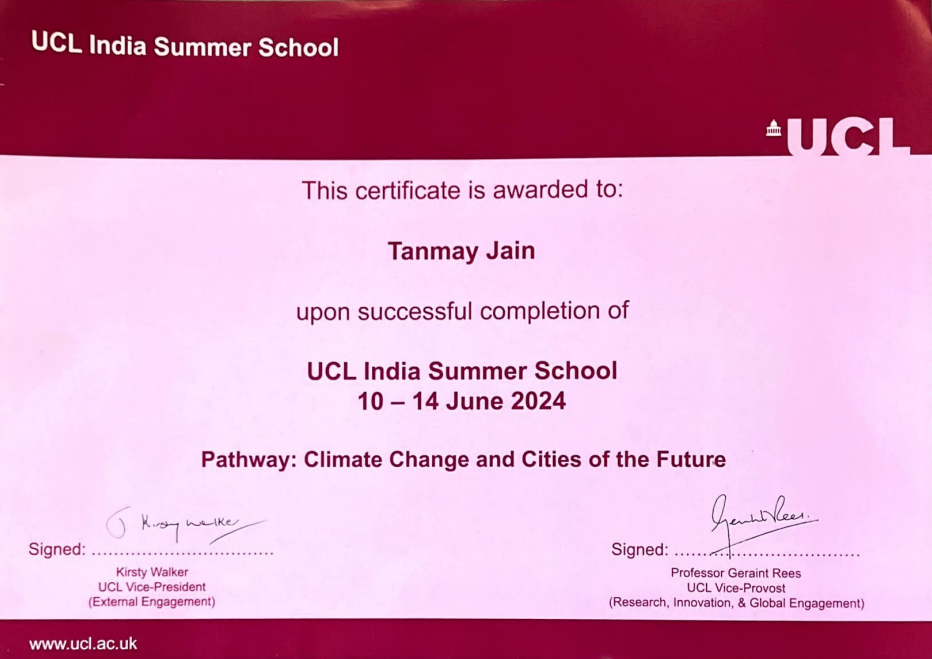 UCL India Summer School
UCL
This certificate is awarded to:
Tanmay Jain
upon successful completion of
UCL India Summer School
10 – 14 June 2024
Pathway: Climate Change and Cities of the Future
Kirsty Walker
Geraint Rees
Signed: ................................
Signed: ................................
Kirsty Walker
UCL Vice-President
(External Engagement)
Professor Geraint Rees
UCL Vice-Provost
(Research, Innovation, & Global Engagement)
www.ucl.ac.uk